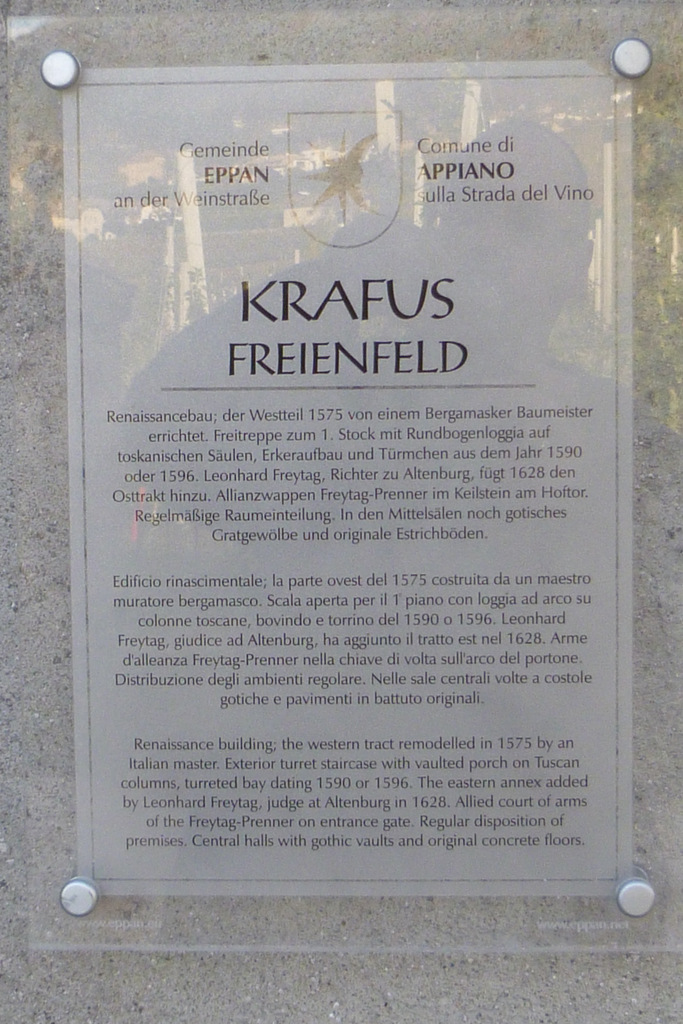 Gemeinde
EPPAN
an der Weinstraße
Comune di
APPIANO
sulla Strada del Vino
KRAFUS
FREIENFELD
Renaissancebau; der Westteil 1575 von einem Bergamasker Baumeister
errichtet. Freitreppe zum 1. Stock mit Rundbogenloggia auf
toskanischen Säulen, Erkeraufbau und Türmchen aus dem Jahr 1590
oder 1596. Leonhard Freytag, Richter zu Altenburg, fügt 1628 den
Osttrakt hinzu. Allianzwappen Freytag-Prenner im Keilstein am Hoftor.
Regelmäßige Raumeinteilung. In den Mittelsälen noch gotisches
Gratgewölbe und originale Estrichböden.
Edificio rinascimentale; la parte ovest del 1575 costruita da un maestro
muratore bergamasco. Scala aperta per il 1° piano con loggia ad arco su
colonne toscane, bovindo e torrino del 1590 o 1596. Leonhard
Freytag, giudice ad Altenburg, ha aggiunto il tratto est nel 1628. Arme
d'alleanza Freytag-Prenner nella chiave di volta sull'arco del portone.
Distribuzione degli ambienti regolare. Nelle sale centrali volte a costole
gotiche e pavimenti in battuto originali.
Renaissance building; the western tract remodelled in 1575 by an
Italian master. Exterior turret staircase with vaulted porch on Tuscan
columns, turreted bay dating 1590 or 1596. The eastern annex added
by Leonhard Freytag, judge at Altenburg in 1628. Allied court of arms
of the Freytag-Prenner on entrance gate. Regular disposition of
premises. Central halls with gothic vaults and original concrete floors.
www.eppan.eu
www.eppan.net